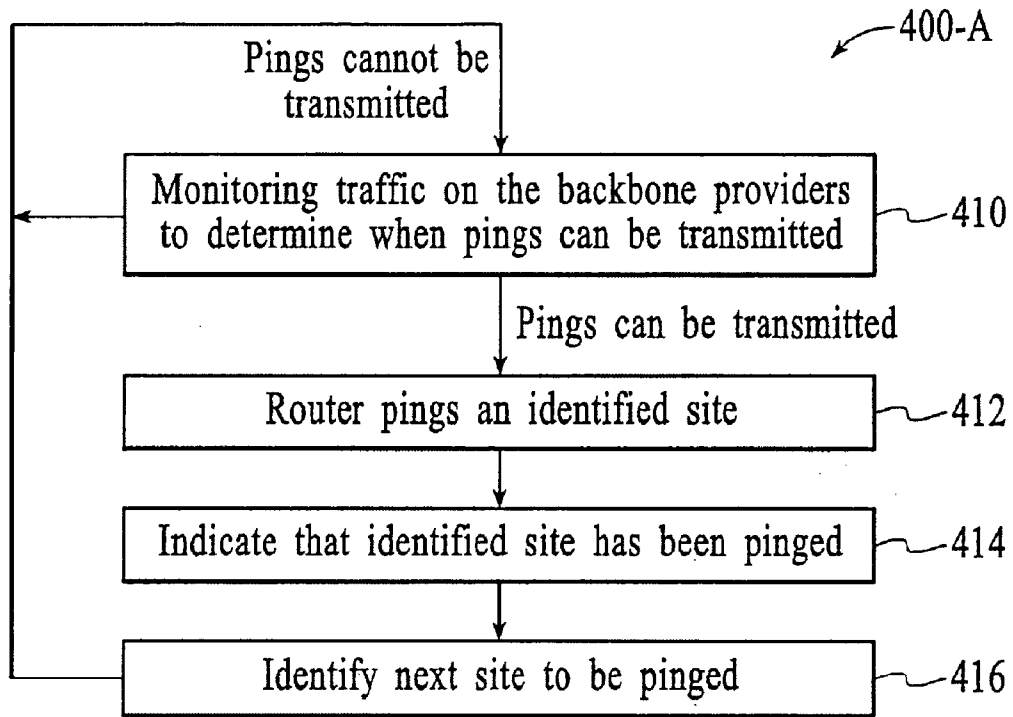 400-A
Pings cannot be
transmitted
Monitoring traffic on the backbone providers
to determine when pings can be transmitted
410
Pings can be transmitted
Router pings an identified site
412
Indicate that identified site has been pinged
414
Identify next site to be pinged
416